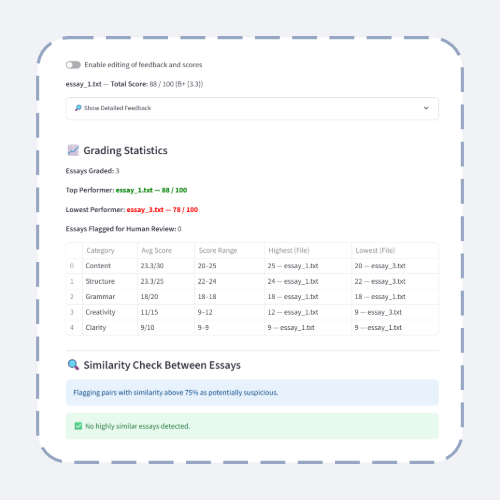 Enable editing of feedback and scores
essay_1.txt — Total Score: 88 / 100 (B+ (3.3))
Show Detailed Feedback
Grading Statistics
Essays Graded: 3
Top Performer: essay_1.txt — 88 / 100
Lowest Performer: essay_3.txt — 78 / 100
Essays Flagged for Human Review: 0
Category Avg Score Score Range Highest (File) Lowest (File)
0 Content 23.3/30 20–25 25 — essay_1.txt 20 — essay_3.txt
1 Structure 23.3/25 22–24 24 — essay_1.txt 22 — essay_3.txt
2 Grammar 18/20 18–18 18 — essay_1.txt 18 — essay_1.txt
3 Creativity 11/15 9–12 12 — essay_1.txt 9 — essay_3.txt
4 Clarity 9/10 9–9 9 — essay_1.txt 9 — essay_1.txt
Similarity Check Between Essays
Flagging pairs with similarity above 75% as potentially suspicious.
No highly similar essays detected.